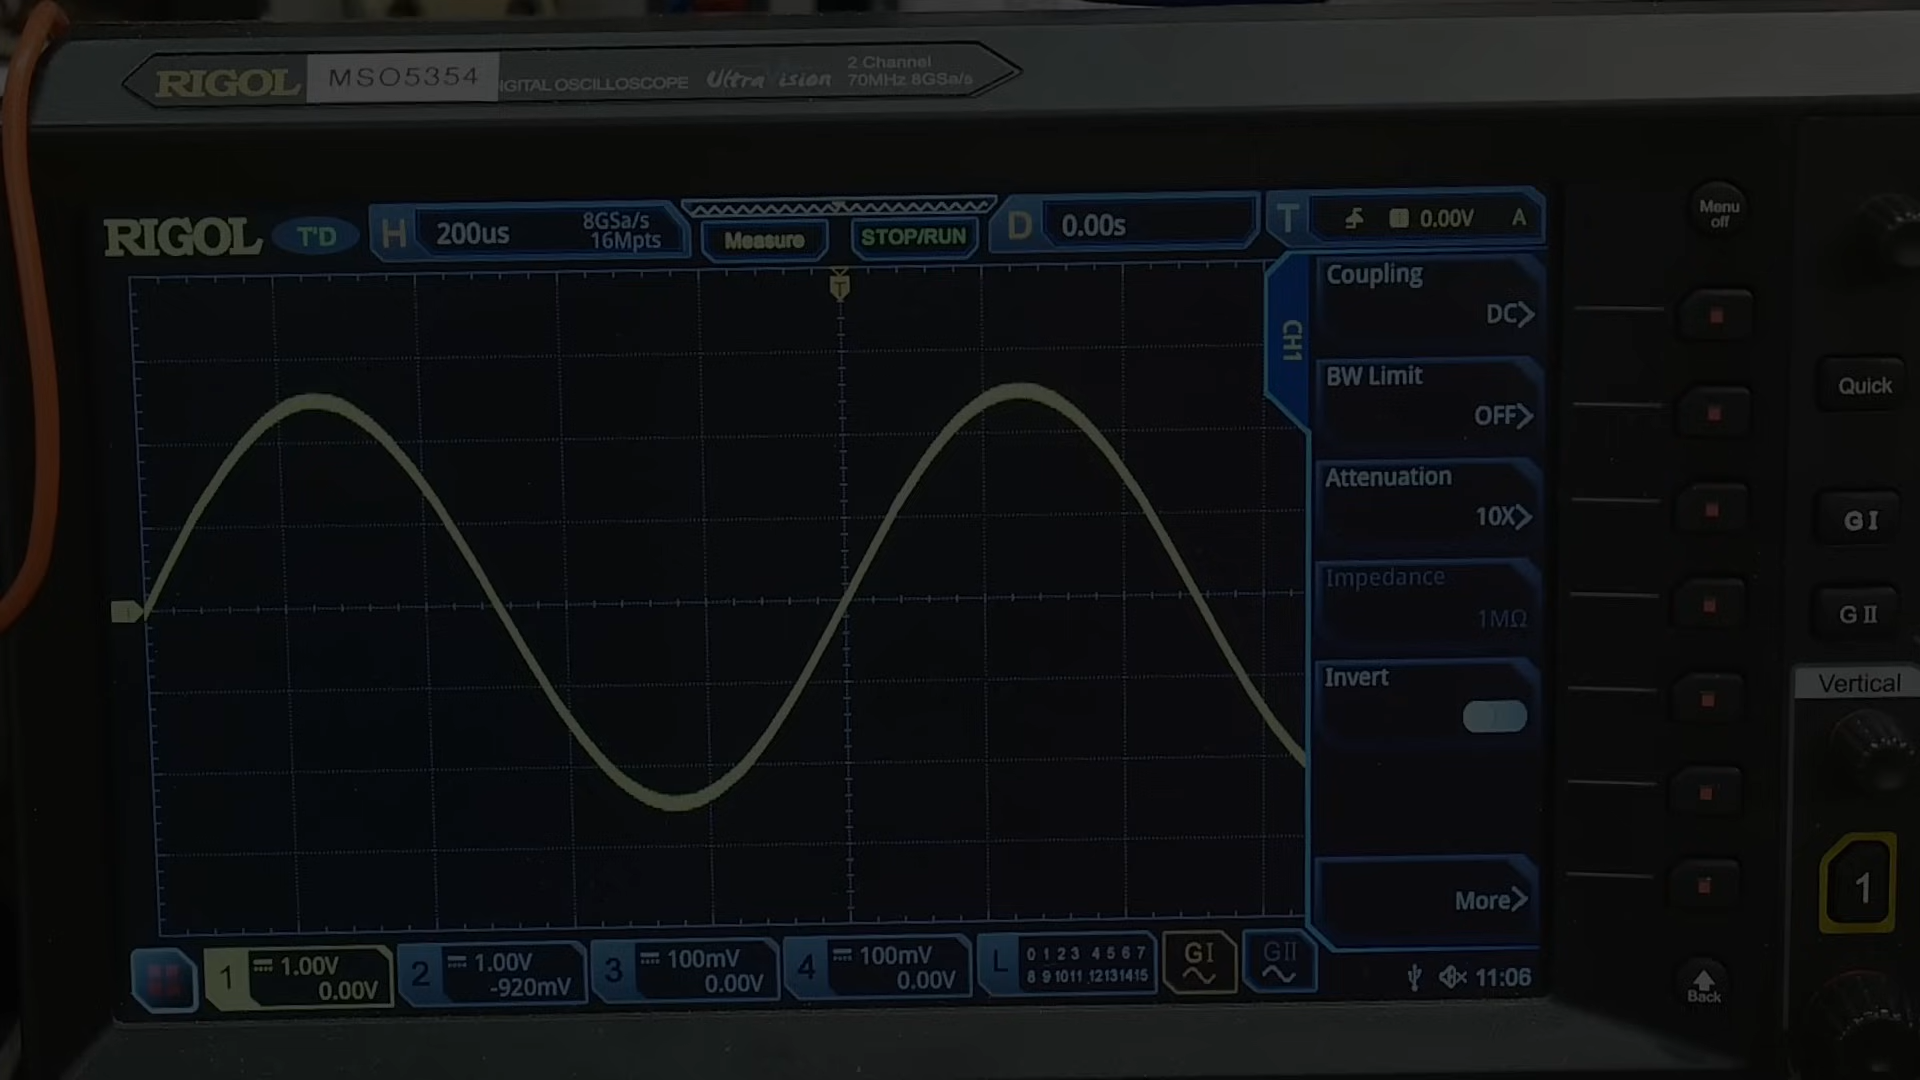 RIGOL MSO5354 IGITAL OSCILLOSCOPE Ultra Vision 2 Channel
70MHz 8GSa/s
RIGOL T'D H 200us 8GSa/s
16Mpts
Measure STOP/RUN D 0.00s T 0.00V A
T
CH1
Coupling
DC>
BW Limit
OFF>
Attenuation
10X>
Impedance
1MΩ
Invert
More>
1 1.00V
0.00V
2 1.00V
-920mV
3 100mV
0.00V
4 100mV
0.00V
L 0 1 2 3 4 5 6 7
8 9 10 11 12 13 14 15
GI GII
11:06
Menu
off
Quick
G I
G II
Vertical
1
Back